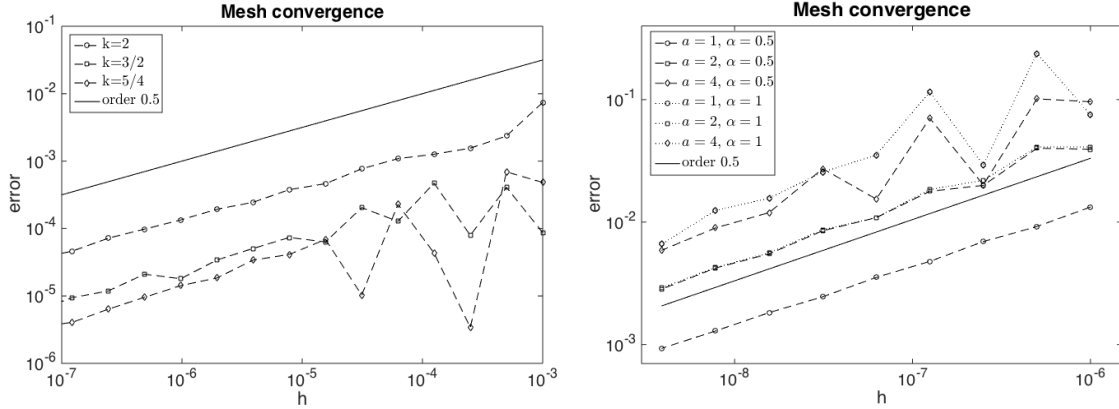 Mesh convergence
10^-1
10^-2
10^-3
10^-4
10^-5
10^-6
error
k=2
k=3/2
k=5/4
order 0.5
10^-7
10^-6
10^-5
10^-4
10^-3
h
Mesh convergence
10^-1
10^-2
10^-3
error
a = 1, α = 0.5
a = 2, α = 0.5
a = 4, α = 0.5
a = 1, α = 1
a = 2, α = 1
a = 4, α = 1
order 0.5
10^-8
10^-7
10^-6
h